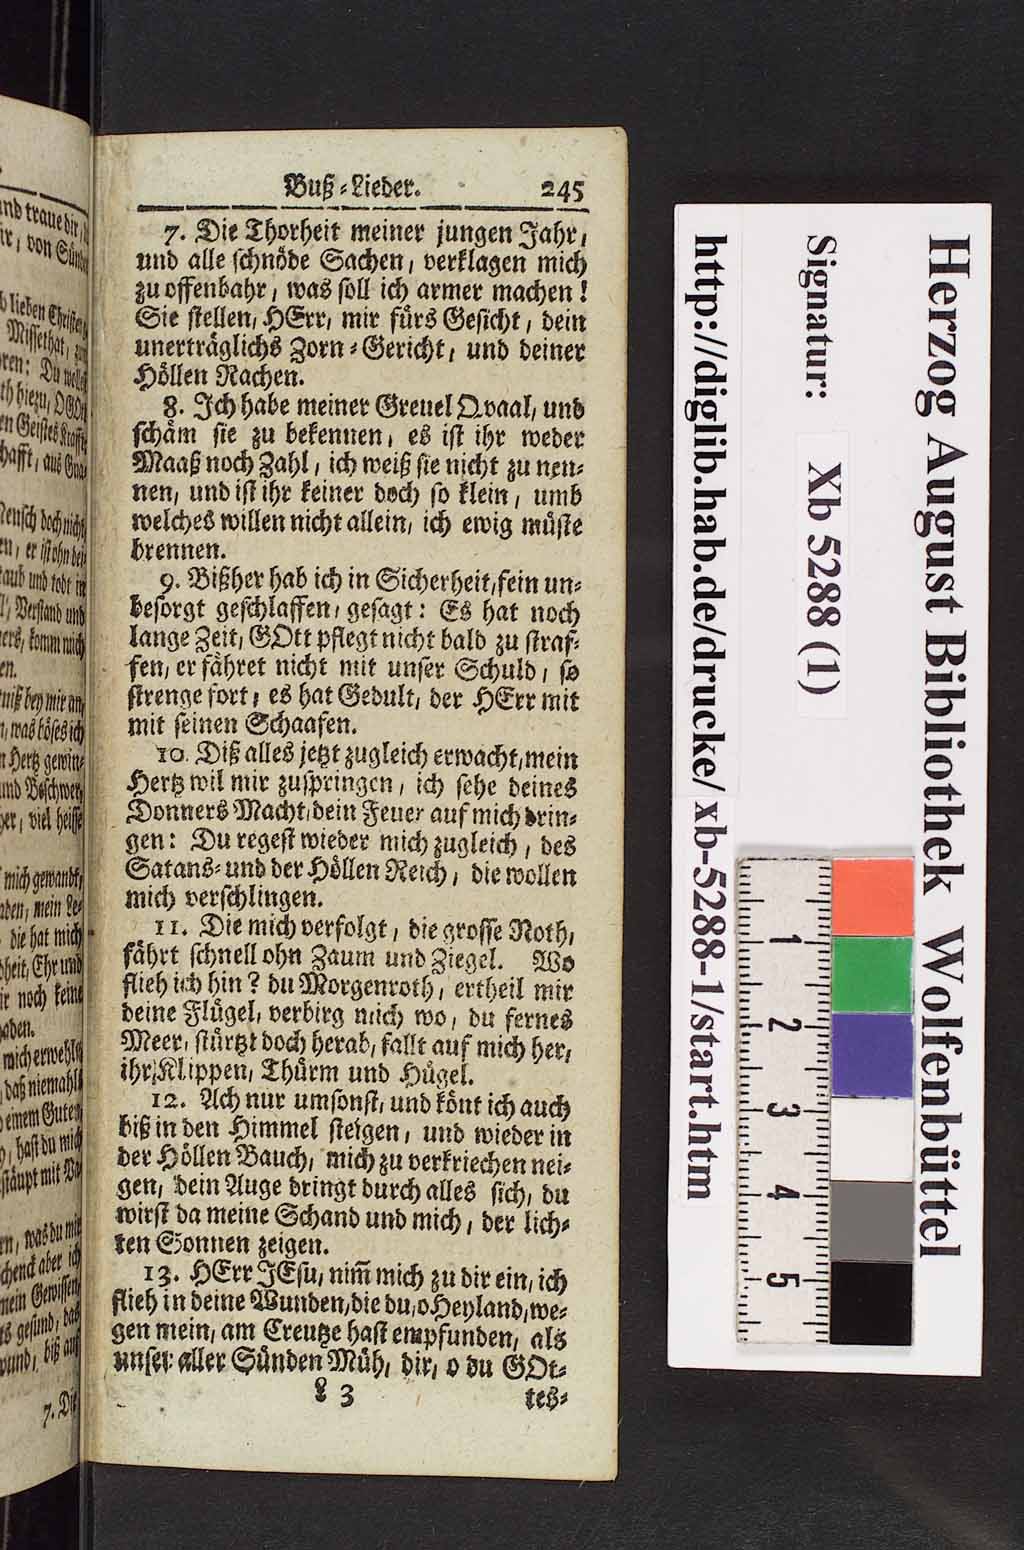 Buß-Lieder. 245
7. Die Thorheit meiner jungen Jahr,
und alle schnöde Sachen, verklagen mich
zu offenbahr, was soll ich armer machen!
Sie stellen, HErr, mir fürs Gesicht, dein
unerträglichs Zorn-Gericht, und deiner
Höllen Rachen.
8. Ich habe meiner Greuel Qvaal, und
schäm sie zu bekennen, es ist ihr weder
Maaß noch Zahl, ich weiß sie nicht zu nen-
nen, und ist ihr keiner doch so klein, umb
welches willen nicht allein, ich ewig müste
brennen.
9. Bißher hab ich in Sicherheit, fein un-
besorgt geschlaffen, gesagt: Es hat noch
lange Zeit, GOtt pflegt nicht bald zu straf-
fen, er fähret nicht mit unser Schuld, so
strenge fort, es hat Gedult, der HErr mit
mit seinen Schaafen.
10. Diß alles jetzt zugleich erwacht, mein
Hertz wil mir zuspringen, ich sehe deines
Donners Macht, dein Feuer auf mich drin-
gen: Du regest wieder mich zugleich, des
Satans- und der Höllen Reich, die wollen
mich verschlingen.
11. Die mich verfolgt, die grosse Noth,
fährt schnell ohn Zaum und Ziegel. Wo
flieh ich hin? du Morgenroth, ertheil mir
deine Flügel, verbirg mich wo, du fernes
Meer, stürtzt doch herab, fallt auf mich her,
ihr Klippen, Thürm und Hügel.
12. Ach nur umsonst, und könt ich auch
biß in den Himmel steigen, und wieder in
der Höllen Bauch, mich zu verkriechen nei-
gen, dein Auge dringt durch alles sich, du
wirst da meine Schand und mich, der lich-
ten Sonnen zeigen.
13. HErr JEsu, nim̃ mich zu dir ein, ich
flieh in deine Wunden, die du, o Heyland, we-
gen mein, am Creutze hast empfunden, als
unser aller Sünden Müh, dir, o du GOt-
L 3 tes-
Herzog August Bibliothek Wolfenbüttel
Signatur: Xb 5288 (1)
http://diglib.hab.de/drucke/ xb-5288-1/start.htm
1
2
3
4
5